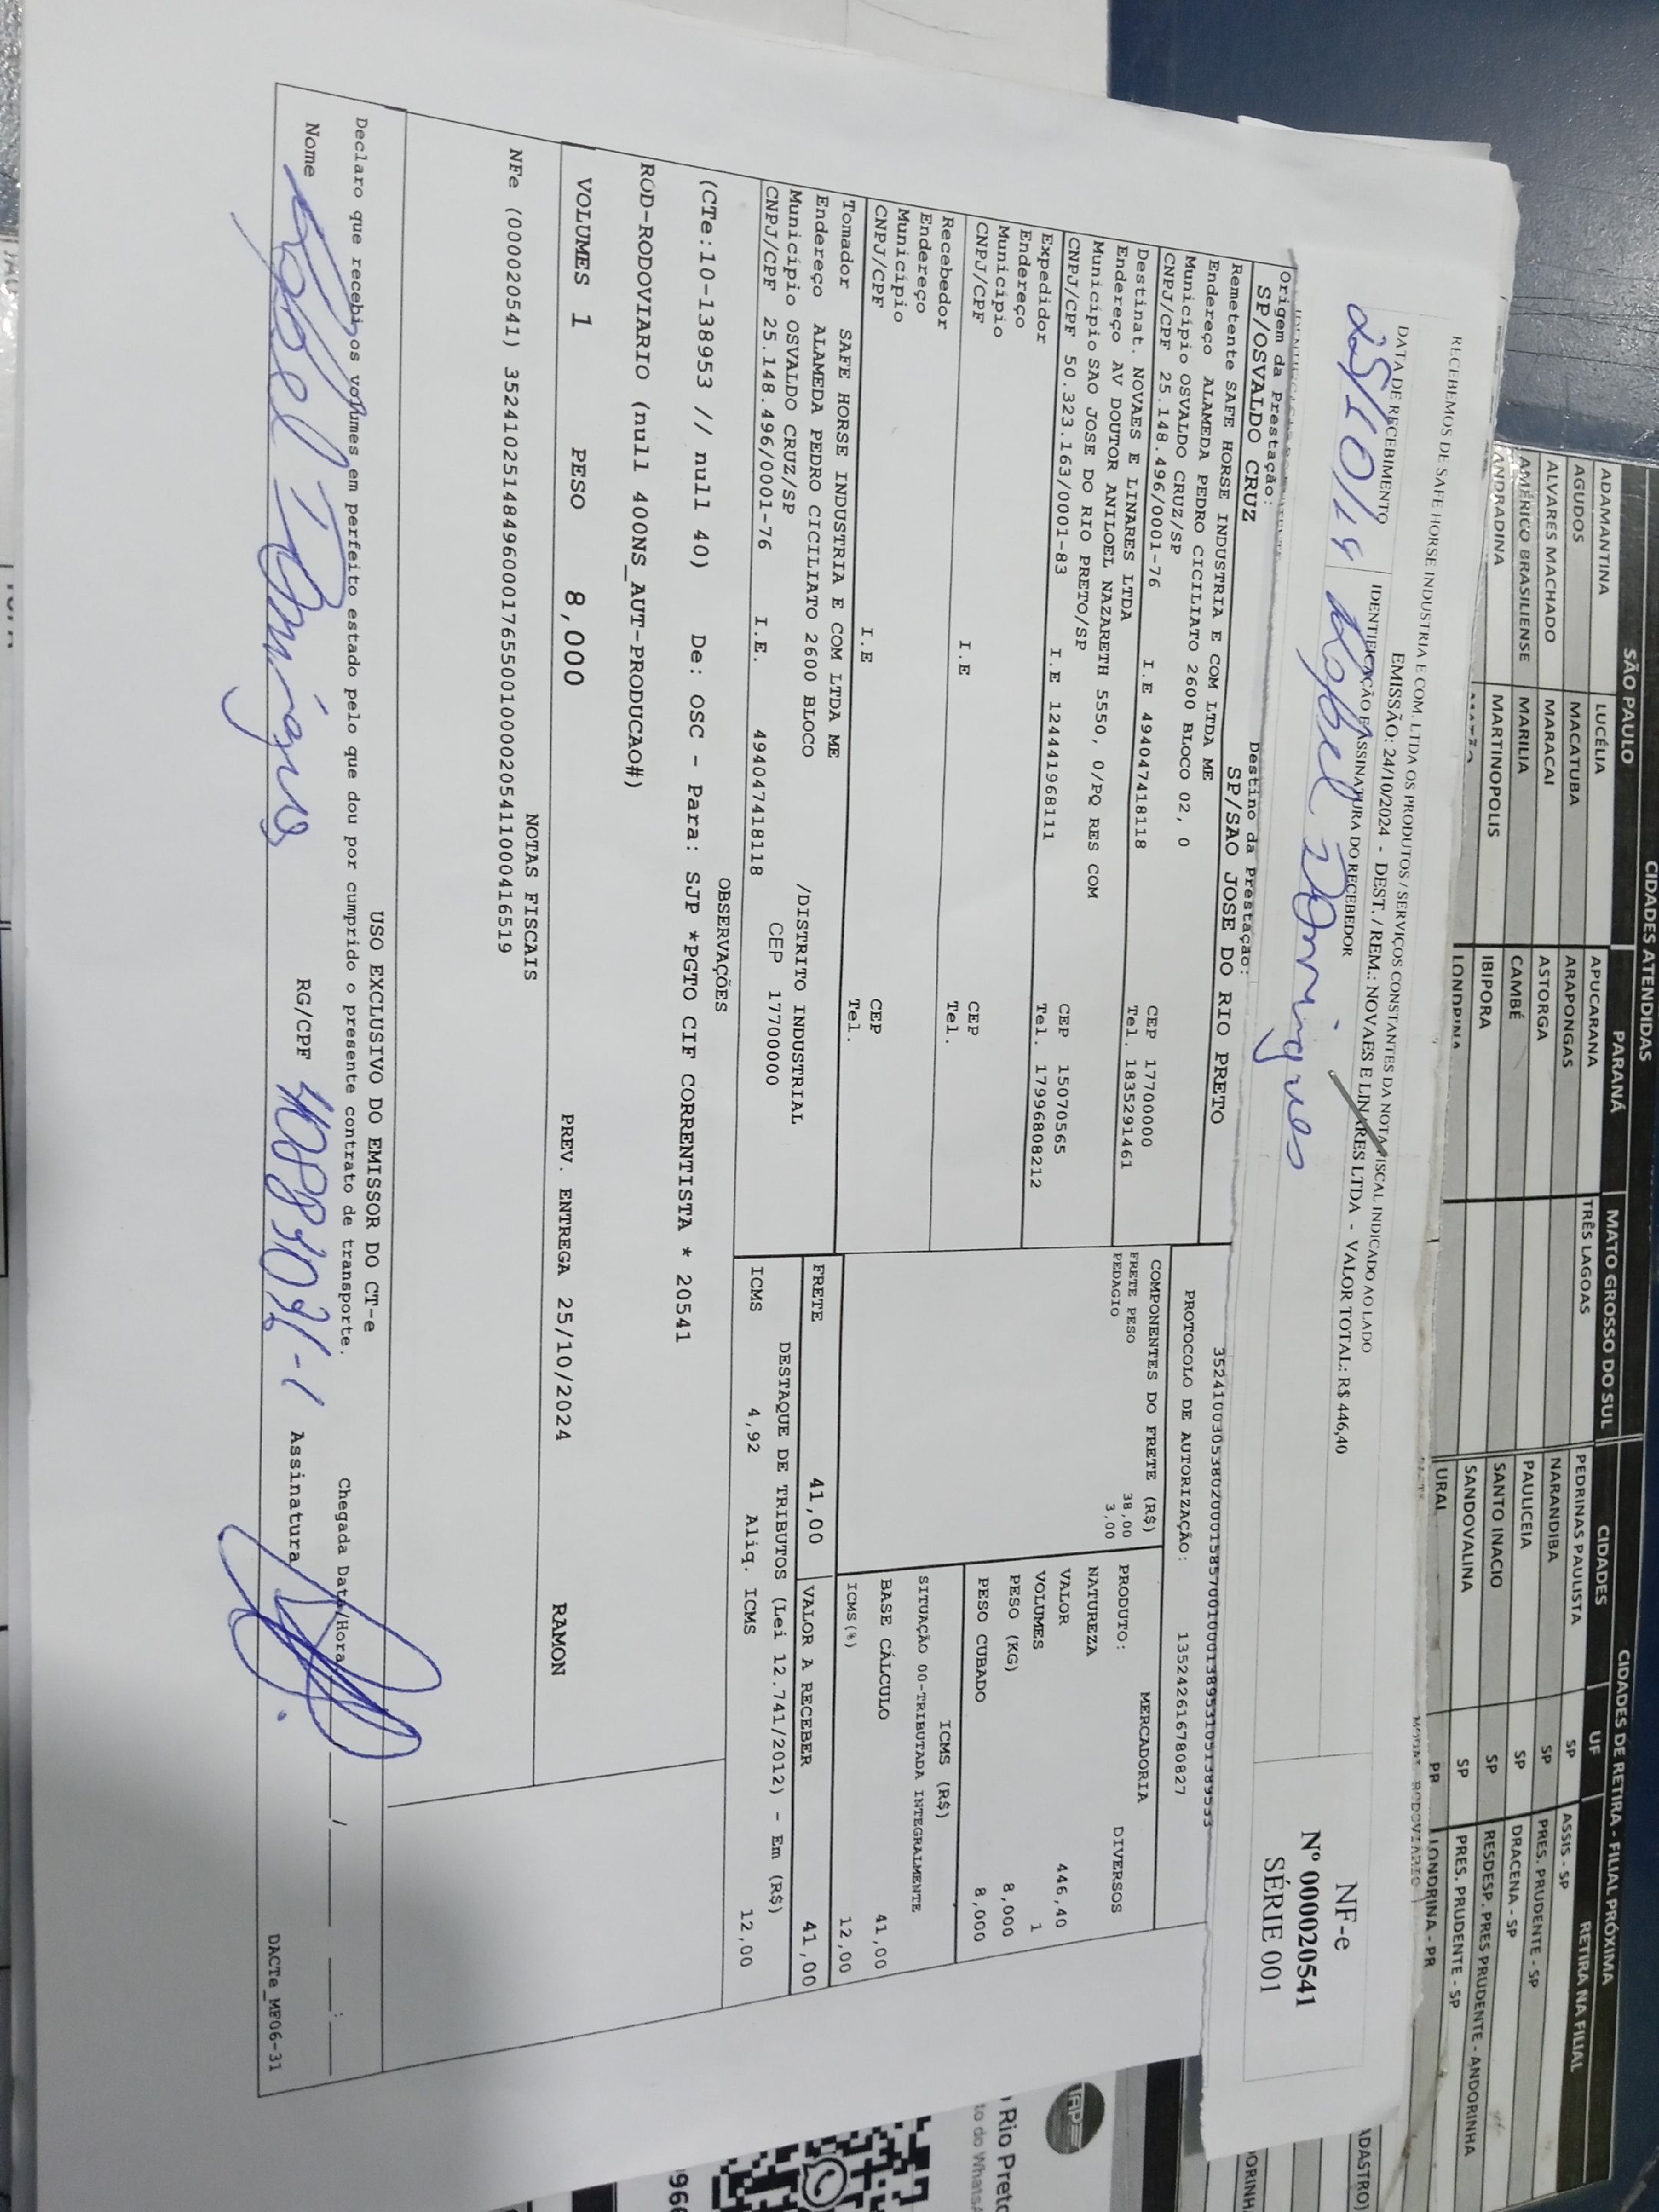 CIDADES ATENDIDAS
CIDADES DE RETIRA - FILIAL PRÓXIMA
SÃO PAULO PARANÁ MATO GROSSO DO SUL CIDADES UF RETIRA NA FILIAL
ADAMANTINA LUCÉLIA APUCARANA TRÊS LAGOAS PEDRINAS PAULISTA SP ASSIS - SP
AGUDOS MACATUBA ARAPONGAS NARANDIBA SP PRES. PRUDENTE - SP
ALVARES MACHADO MARACAI ASTORGA PAULICEIA SP DRACENA - SP
AMÉRICO BRASILIENSE MARILIA CAMBÉ SANTO INACIO SP RESDESP. PRES PRUDENTE - ANDORINHA
ANDRADINA MARTINOPOLIS IBIPORA SANDOVALINA SP PRES. PRUDENTE - SP
LONDRINA URAL PR LONDRINA - PR
RECEBEMOS DE SAFE HORSE INDUSTRIA E COM. LTDA OS PRODUTOS / SERVIÇOS CONSTANTES DA NOTA FISCAL INDICADO AO LADO
EMISSÃO: 24/10/2024 - DEST. / REM.: NOVAES E LINARES LTDA - VALOR TOTAL: R$ 446,40
DATA DE RECEBIMENTO IDENTIFICAÇÃO E ASSINATURA DO RECEBEDOR
NF-e
Nº 000020541
SÉRIE 001
Origem da Prestação: Destino da Prestação:
SP/OSVALDO CRUZ SP/SAO JOSE DO RIO PRETO
Remetente SAFE HORSE INDUSTRIA E COM LTDA ME
Endereço ALAMEDA PEDRO CICILIATO 2600 BLOCO 02, 0
Município OSVALDO CRUZ/SP CEP 17700000
CNPJ/CPF 25.148.496/0001-76 I.E 494047418118 Tel. 1835291461
Destinat. NOVAES E LINARES LTDA
Endereço AV DOUTOR ANILOEL NAZARETH 5550, 0/PQ RES COM
Município SAO JOSE DO RIO PRETO/SP CEP 15070565
CNPJ/CPF 50.323.163/0001-83 I.E 124441968111 Tel. 17996808212
Expedidor
Endereço
Município CEP
CNPJ/CPF I.E Tel.
Recebedor
Endereço
Município CEP
CNPJ/CPF I.E Tel.
Tomador SAFE HORSE INDUSTRIA E COM LTDA ME
Endereço ALAMEDA PEDRO CICILIATO 2600 BLOCO /DISTRITO INDUSTRIAL
Município OSVALDO CRUZ/SP CEP 17700000
CNPJ/CPF 25.148.496/0001-76 I.E. 494047418118
PROTOCOLO DE AUTORIZAÇÃO: 135242616780827
COMPONENTES DO FRETE (R$)
FRETE PESO 38,00
PEDAGIO 3,00
MERCADORIA
PRODUTO: DIVERSOS
NATUREZA
VALOR 446,40
VOLUMES 1
PESO (KG) 8,000
PESO CUBADO 8,000
ICMS (R$)
SITUAÇÃO 00-TRIBUTADA INTEGRALMENTE
BASE CÁLCULO 41,00
ICMS(%) 12,00
FRETE 41,00 VALOR A RECEBER 41,00
DESTAQUE DE TRIBUTOS (Lei 12.741/2012) - Em (R$)
ICMS 4,92 Aliq. ICMS 12,00
OBSERVAÇÕES
(CTe:10-138953 // null 40) De: OSC - Para: SJP *PGTO CIF CORRENTISTA * 20541
ROD-RODOVIARIO (null 400NS_AUT-PRODUCAO#)
VOLUMES 1 PESO 8,000 PREV. ENTREGA 25/10/2024 RAMON
NOTAS FISCAIS
NFe (000020541) 35241025148496000176550010000205411000416519
USO EXCLUSIVO DO EMISSOR DO CT-e
Declaro que recebi os volumes em perfeito estado pelo que dou por cumprido o presente contrato de transporte. Chegada Data/Hora / :
Nome RG/CPF Assinatura
DACTe_MF06-31
Rio Preto